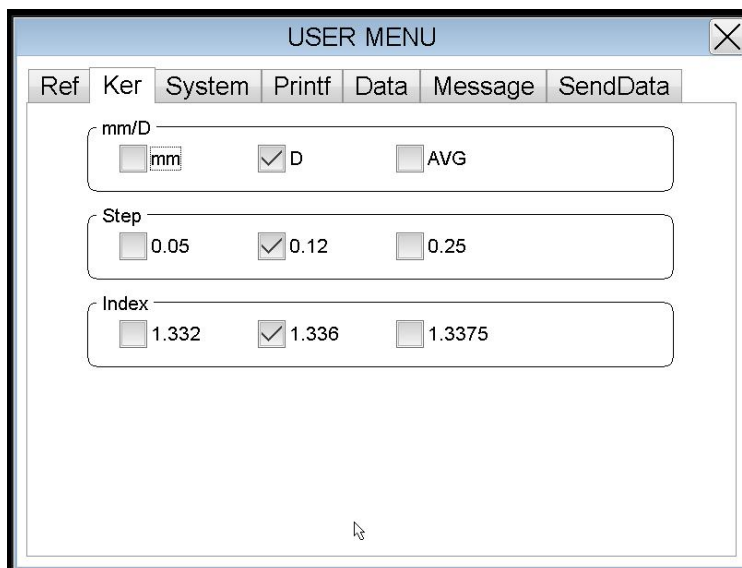 USER MENU
Ref Ker System Printf Data Message SendData
mm/D
mm D AVG
Step
0.05 0.12 0.25
Index
1.332 1.336 1.3375